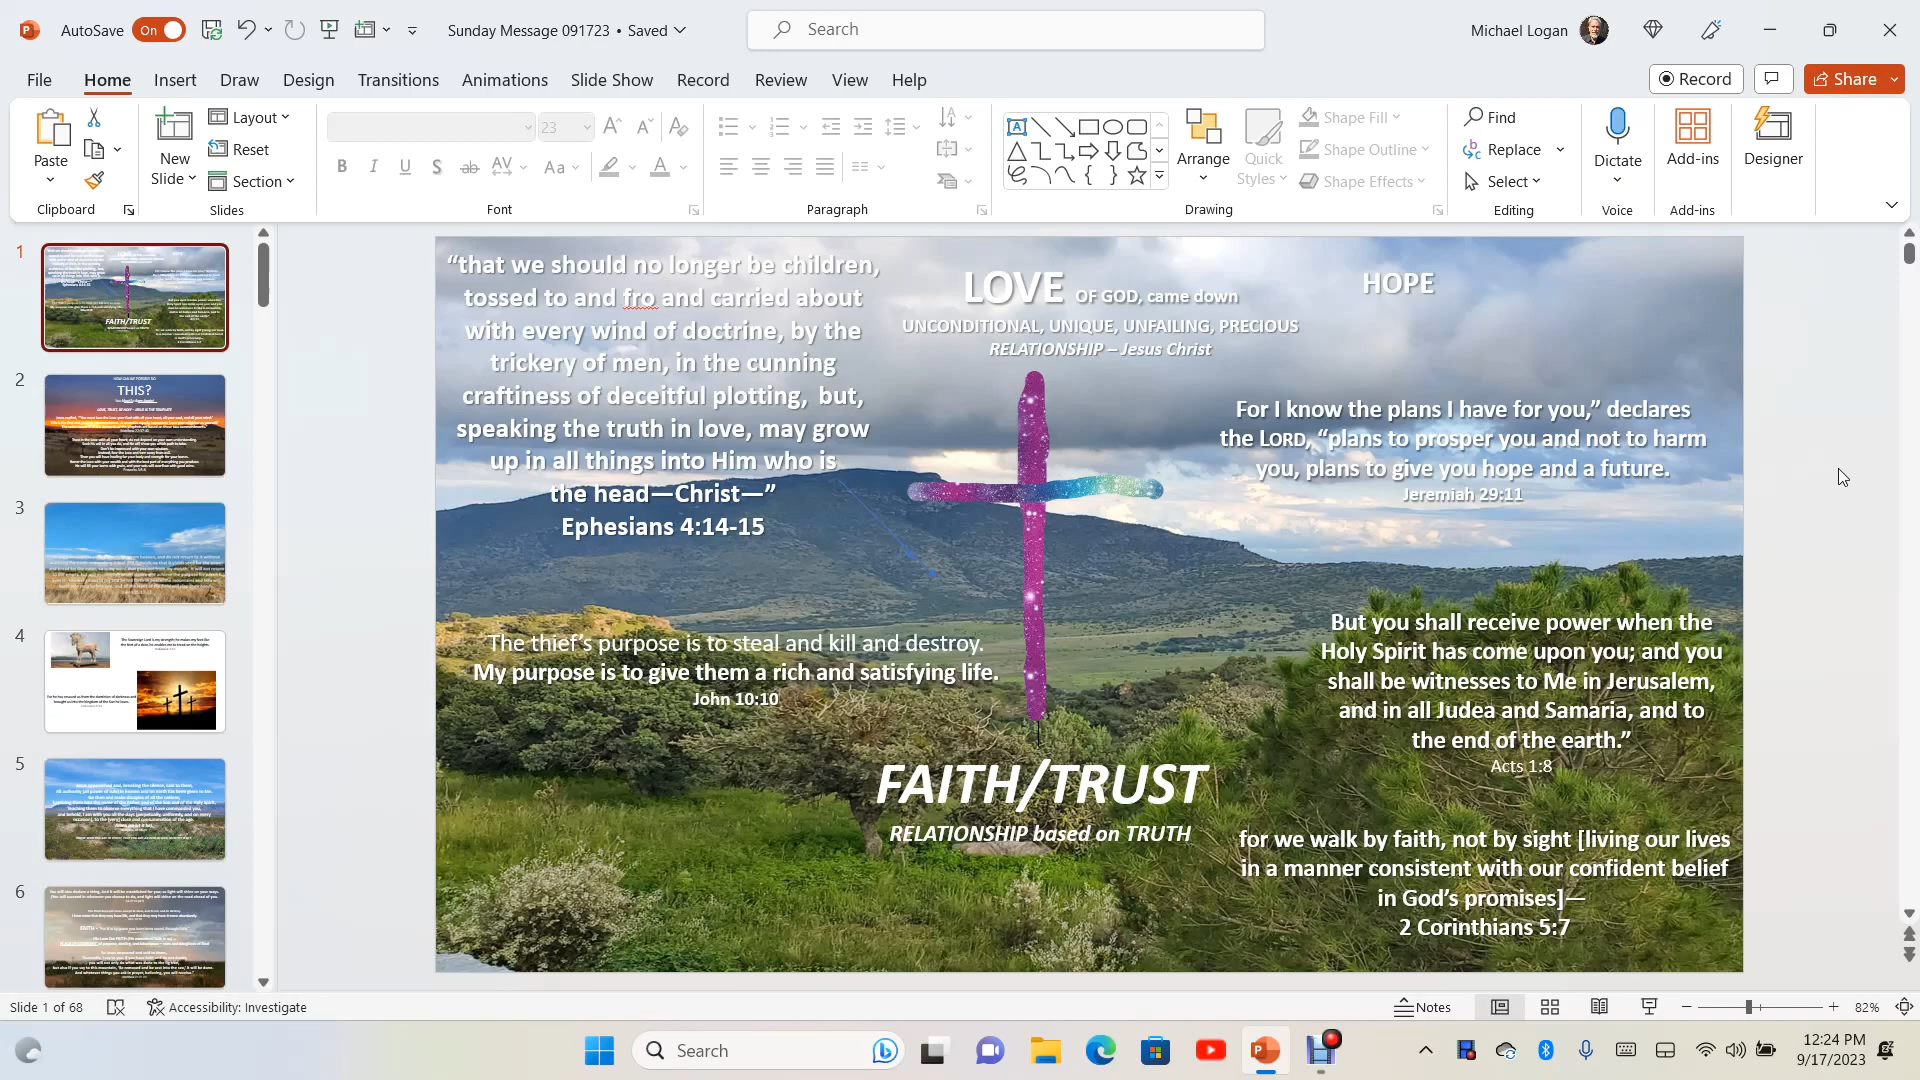 AutoSave On
Sunday Message 091723 • Saved
Search
Michael Logan
File Home Insert Draw Design Transitions Animations Slide Show Record Review View Help
Record
Share
Paste
New Slide
Layout
Reset
Section
23
Arrange
Quick Styles
Shape Fill
Shape Outline
Shape Effects
Find
Replace
Select
Dictate
Add-ins
Designer
Clipboard
Slides
Font
Paragraph
Drawing
Editing
Voice
Add-ins
1
2
3
4
5
6
THIS?
FAITH/TRUST
“that we should no longer be children,
tossed to and fro and carried about
with every wind of doctrine, by the
trickery of men, in the cunning
craftiness of deceitful plotting, but,
speaking the truth in love, may grow
up in all things into Him who is
the head—Christ—”
Ephesians 4:14-15
LOVE OF GOD, came down
UNCONDITIONAL, UNIQUE, UNFAILING, PRECIOUS
RELATIONSHIP – Jesus Christ
HOPE
For I know the plans I have for you,” declares
the LORD, “plans to prosper you and not to harm
you, plans to give you hope and a future.
Jeremiah 29:11
The thief’s purpose is to steal and kill and destroy.
My purpose is to give them a rich and satisfying life.
John 10:10
But you shall receive power when the
Holy Spirit has come upon you; and you
shall be witnesses to Me in Jerusalem,
and in all Judea and Samaria, and to
the end of the earth.”
Acts 1:8
FAITH/TRUST
RELATIONSHIP based on TRUTH
for we walk by faith, not by sight [living our lives
in a manner consistent with our confident belief
in God’s promises]—
2 Corinthians 5:7
Slide 1 of 68
Accessibility: Investigate
Notes
82%
Search
12:24 PM
9/17/2023